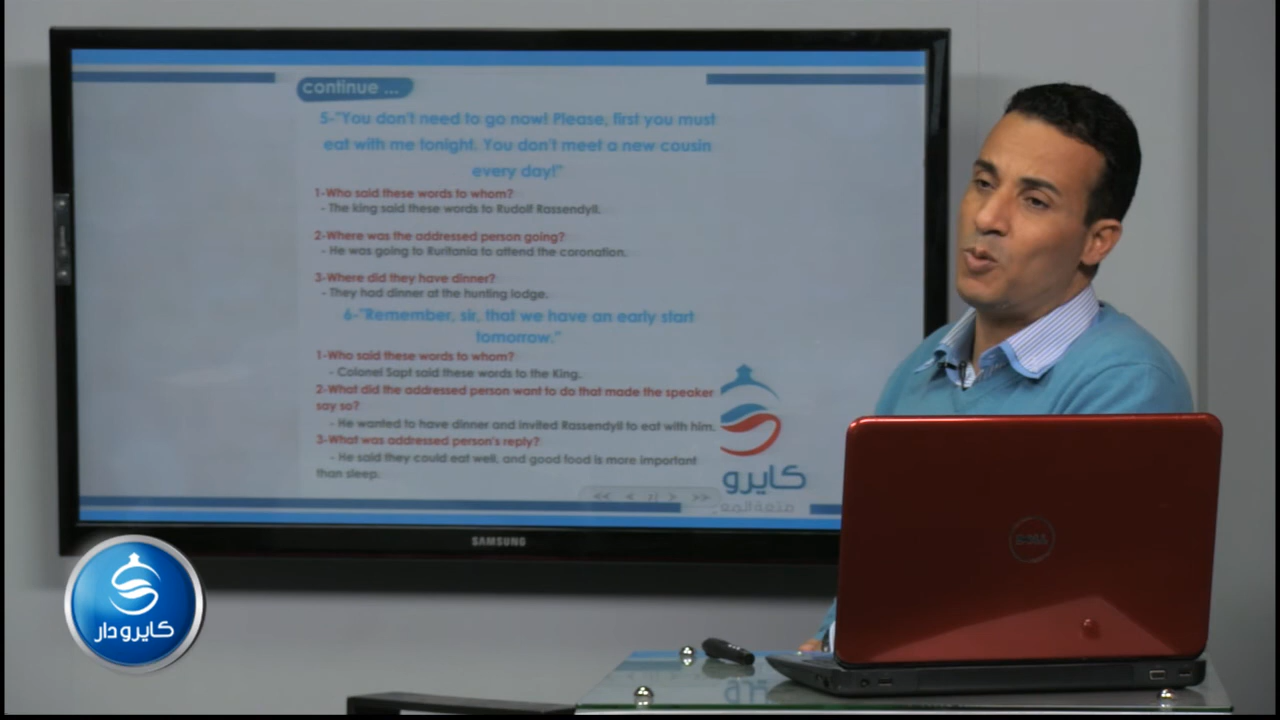 continue ...
5-"You don't need to go now! Please, first you must
eat with me tonight. You don't meet a new cousin
every day!"
1-Who said these words to whom?
- The king said these words to Rudolf Rassendyll.
2-Where was the addressed person going?
- He was going to Ruritania to attend the coronation.
3-Where did they have dinner?
- They had dinner at the hunting lodge.
6-"Remember, sir, that we have an early start
tomorrow."
1-Who said these words to whom?
- Colonel Sapt said these words to the King.
2-What did the addressed person want to do that made the speaker
say so?
- He wanted to have dinner and invited Rassendyll to eat with him.
3-What was addressed person's reply?
- He said they could eat well, and good food is more important
than sleep.
كايرو
SAMSUNG
كايرو دار
DELL